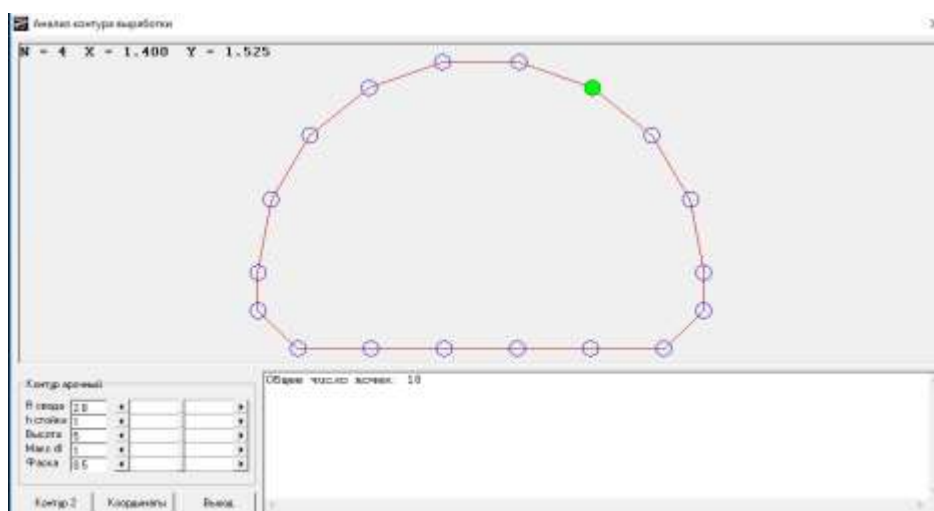 Анализ контура выработки
N = 4 X = 1.400 Y = 1.525
Общее число точек 18
Контур арочный
R свода 2.8
h стойки 1
Высота 5
Макс dl 1
Фаска 0.5
Контур 2 Координаты Выход